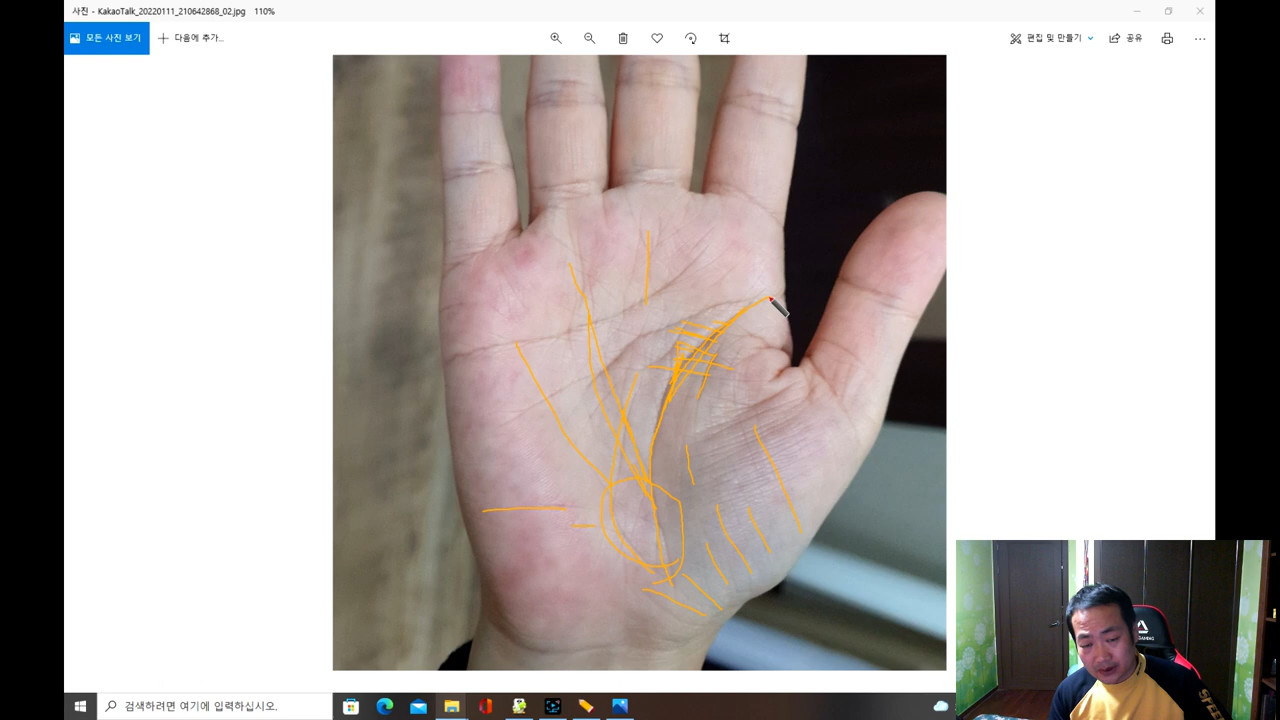 사진 - KakaoTalk_20220111_210642868_02.jpg 110%
모든 사진 보기
다음에 추가...
편집 및 만들기
공유
검색하려면 여기에 입력하십시오.